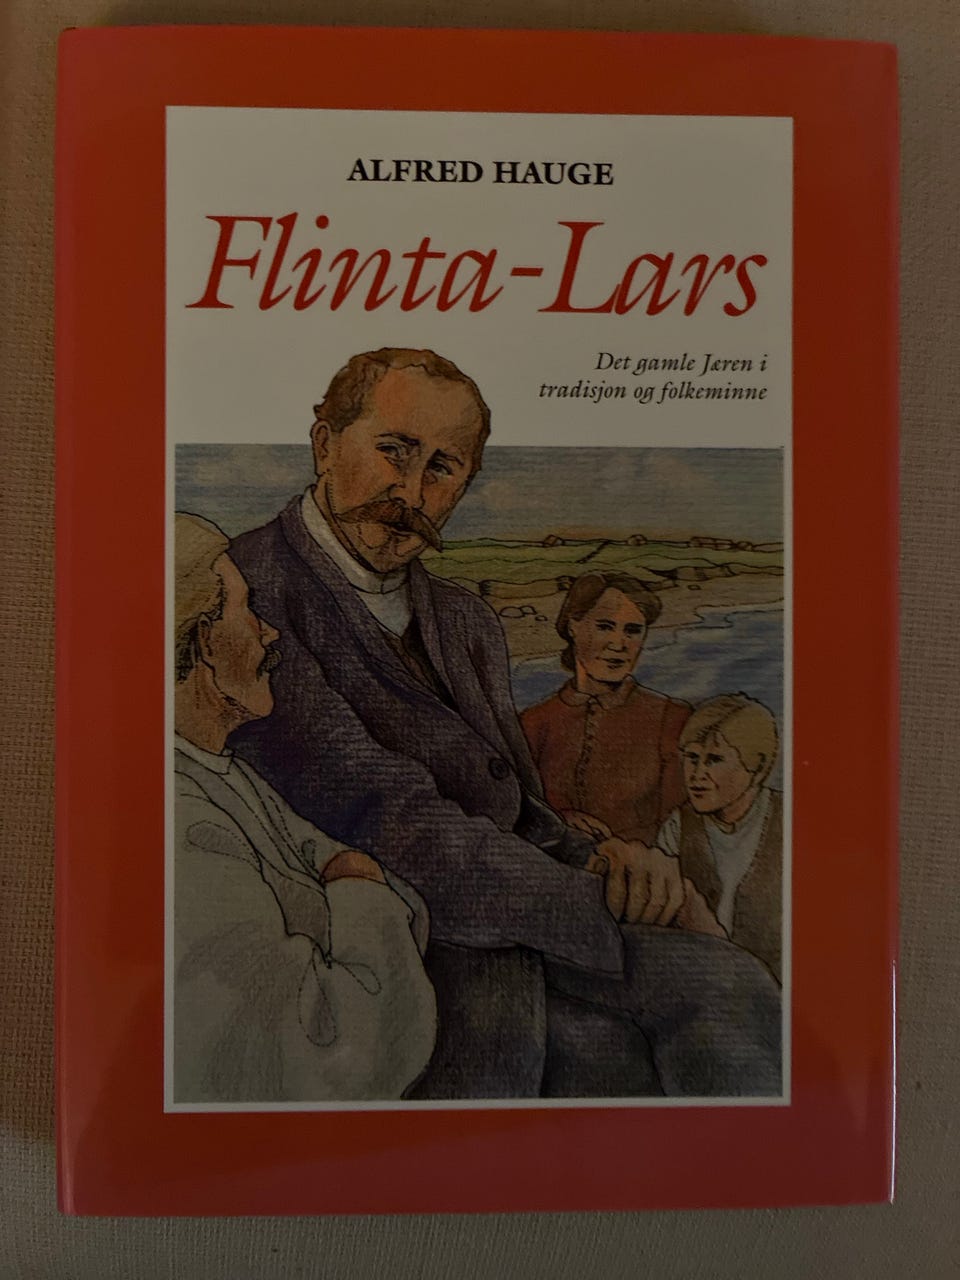 ALFRED HAUGE
Flinta-Lars
Det gamle Jæren i
tradisjon og folkeminne